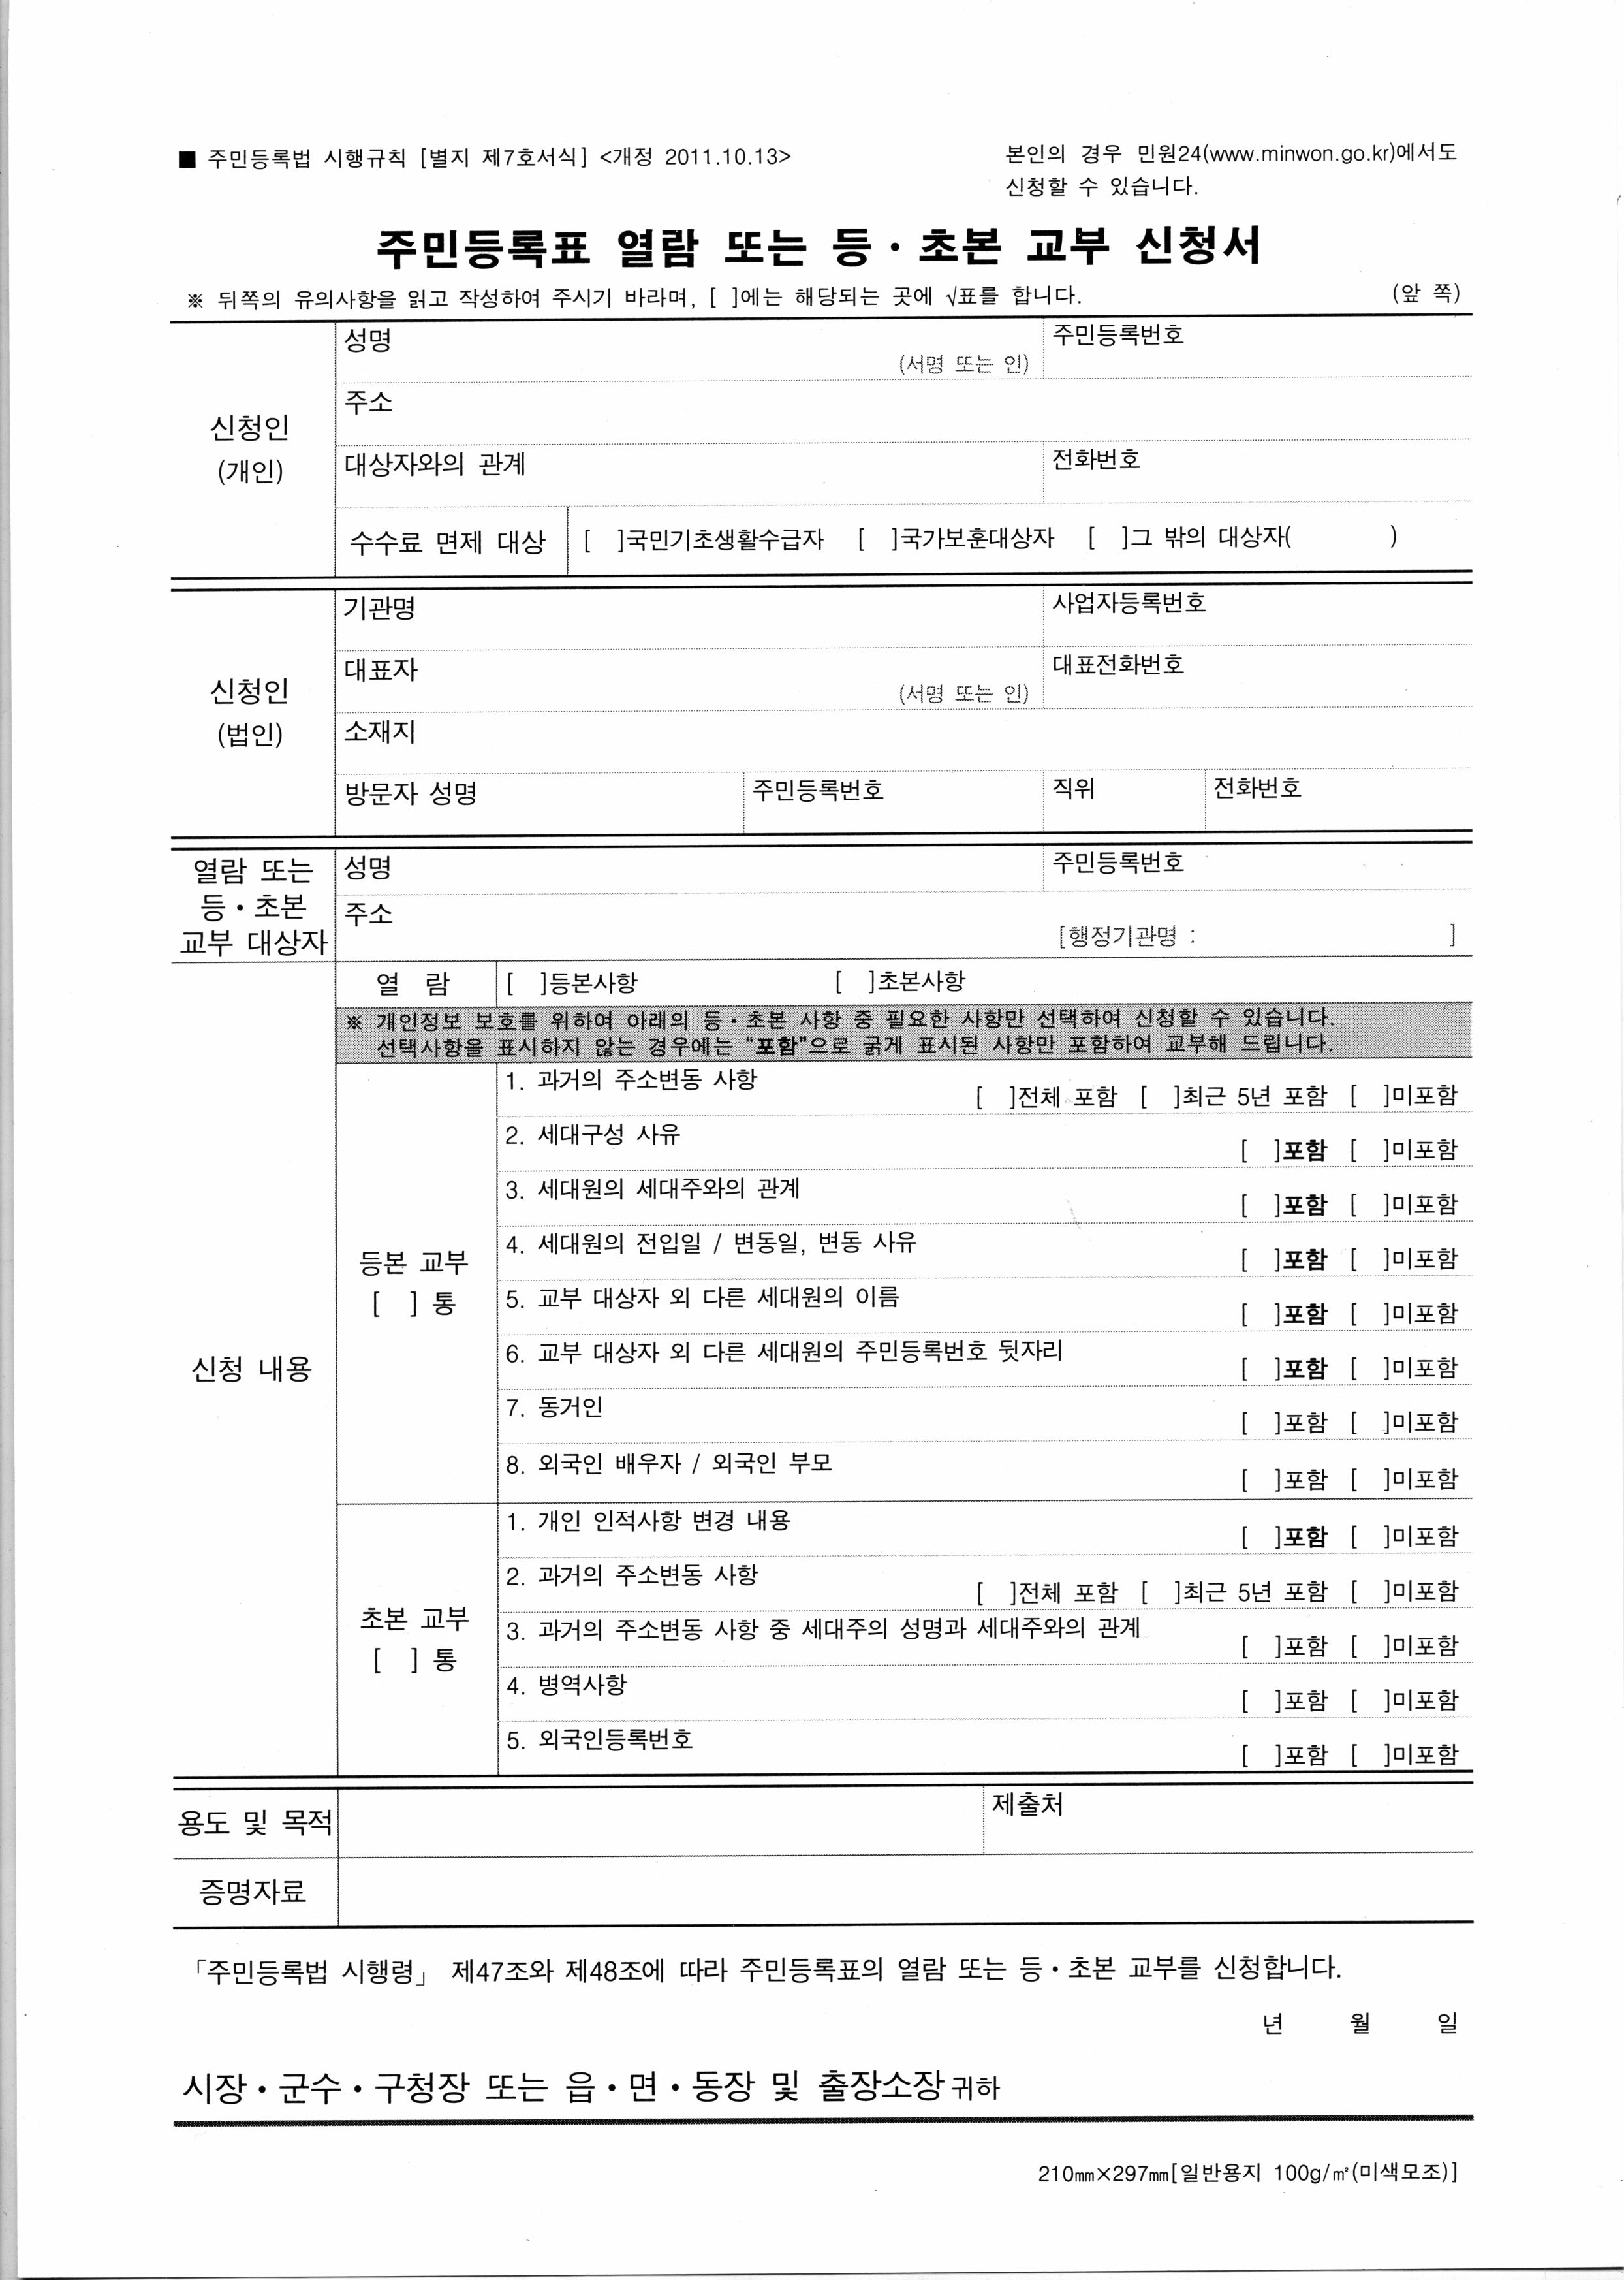 ■ 주민등록법 시행규칙 [별지 제7호서식] <개정 2011.10.13>
본인의 경우 민원24(www.minwon.go.kr)에서도
신청할 수 있습니다.
주민등록표 열람 또는 등·초본 교부 신청서
※ 뒤쪽의 유의사항을 읽고 작성하여 주시기 바라며, [ ]에는 해당되는 곳에 √표를 합니다. (앞 쪽)
신청인
(개인)
성명 (서명 또는 인) 주민등록번호
주소
대상자와의 관계 전화번호
수수료 면제 대상 [ ]국민기초생활수급자 [ ]국가보훈대상자 [ ]그 밖의 대상자( )
신청인
(법인)
기관명 사업자등록번호
대표자 (서명 또는 인) 대표전화번호
소재지
방문자 성명 주민등록번호 직위 전화번호
열람 또는
등·초본
교부 대상자
성명 주민등록번호
주소 [행정기관명 : ]
신청 내용
열 람 [ ]등본사항 [ ]초본사항
※ 개인정보 보호를 위하여 아래의 등·초본 사항 중 필요한 사항만 선택하여 신청할 수 있습니다.
선택사항을 표시하지 않는 경우에는 “포함”으로 굵게 표시된 사항만 포함하여 교부해 드립니다.
등본 교부
[ ] 통
1. 과거의 주소변동 사항 [ ]전체 포함 [ ]최근 5년 포함 [ ]미포함
2. 세대구성 사유 [ ]포함 [ ]미포함
3. 세대원의 세대주와의 관계 [ ]포함 [ ]미포함
4. 세대원의 전입일 / 변동일, 변동 사유 [ ]포함 [ ]미포함
5. 교부 대상자 외 다른 세대원의 이름 [ ]포함 [ ]미포함
6. 교부 대상자 외 다른 세대원의 주민등록번호 뒷자리 [ ]포함 [ ]미포함
7. 동거인 [ ]포함 [ ]미포함
8. 외국인 배우자 / 외국인 부모 [ ]포함 [ ]미포함
초본 교부
[ ] 통
1. 개인 인적사항 변경 내용 [ ]포함 [ ]미포함
2. 과거의 주소변동 사항 [ ]전체 포함 [ ]최근 5년 포함 [ ]미포함
3. 과거의 주소변동 사항 중 세대주의 성명과 세대주와의 관계 [ ]포함 [ ]미포함
4. 병역사항 [ ]포함 [ ]미포함
5. 외국인등록번호 [ ]포함 [ ]미포함
용도 및 목적 제출처
증명자료
「주민등록법 시행령」 제47조와 제48조에 따라 주민등록표의 열람 또는 등·초본 교부를 신청합니다.
년 월 일
시장·군수·구청장 또는 읍·면·동장 및 출장소장 귀하
210㎜×297㎜[일반용지 100g/㎡(미색모조)]